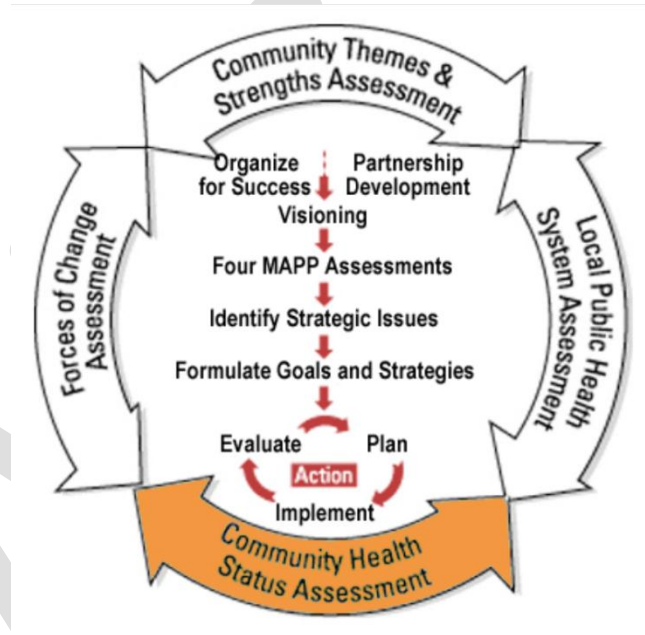 Community Themes &
Strengths Assessment
Organize
for Success
Partnership
Development
Visioning
Four MAPP Assessments
Identify Strategic Issues
Formulate Goals and Strategies
Evaluate
Plan
Action
Implement
Forces of Change
Assessment
Local Public Health
System Assessment
Community Health
Status Assessment